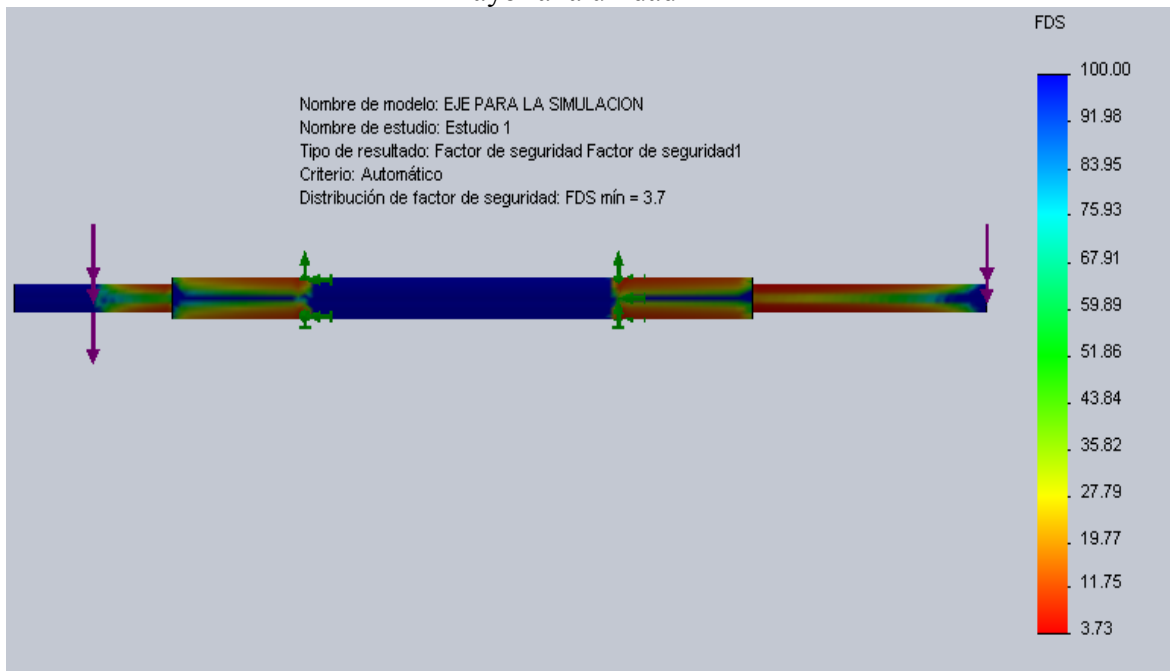 FDS
Nombre de modelo: EJE PARA LA SIMULACION
Nombre de estudio: Estudio 1
Tipo de resultado: Factor de seguridad Factor de seguridad1
Criterio: Automático
Distribución de factor de seguridad: FDS mín = 3.7
100.00
91.98
83.95
75.93
67.91
59.89
51.86
43.84
35.82
27.79
19.77
11.75
3.73